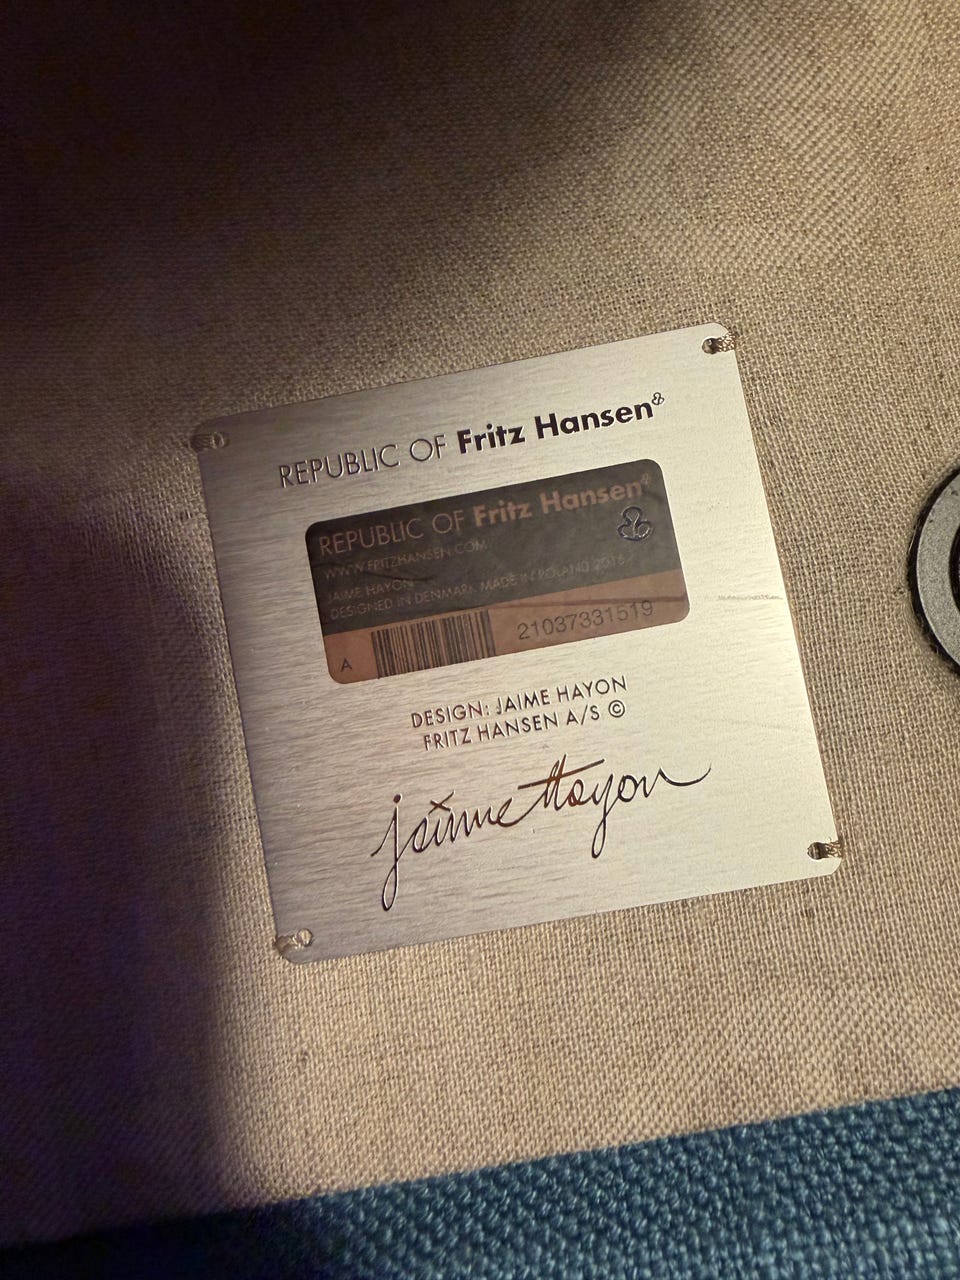 REPUBLIC OF Fritz Hansen
REPUBLIC OF Fritz Hansen
WWW.FRITZHANSEN.COM
JAIME HAYON
DESIGNED IN DENMARK MADE IN POLAND 2016
A
21037331519
DESIGN: JAIME HAYON
FRITZ HANSEN A/S ©
jaime Hayon